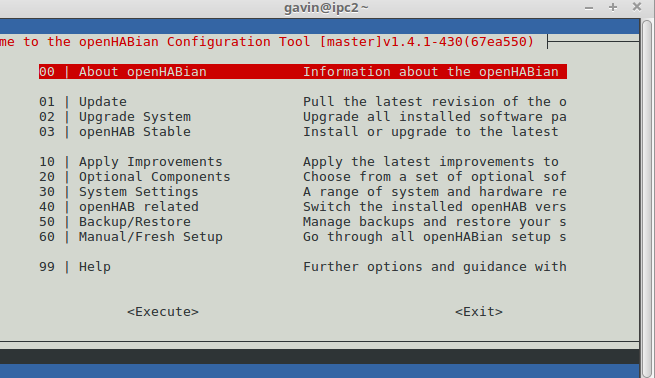 gavin@ipc2:~
me to the openHABian Configuration Tool [master]v1.4.1-430(67ea550)
00 | About openHABian Information about the openHABian
01 | Update Pull the latest revision of the o
02 | Upgrade System Upgrade all installed software pa
03 | openHAB Stable Install or upgrade to the latest
10 | Apply Improvements Apply the latest improvements to
20 | Optional Components Choose from a set of optional sof
30 | System Settings A range of system and hardware re
40 | openHAB related Switch the installed openHAB vers
50 | Backup/Restore Manage backups and restore your s
60 | Manual/Fresh Setup Go through all openHABian setup s
99 | Help Further options and guidance with
<Execute> <Exit>